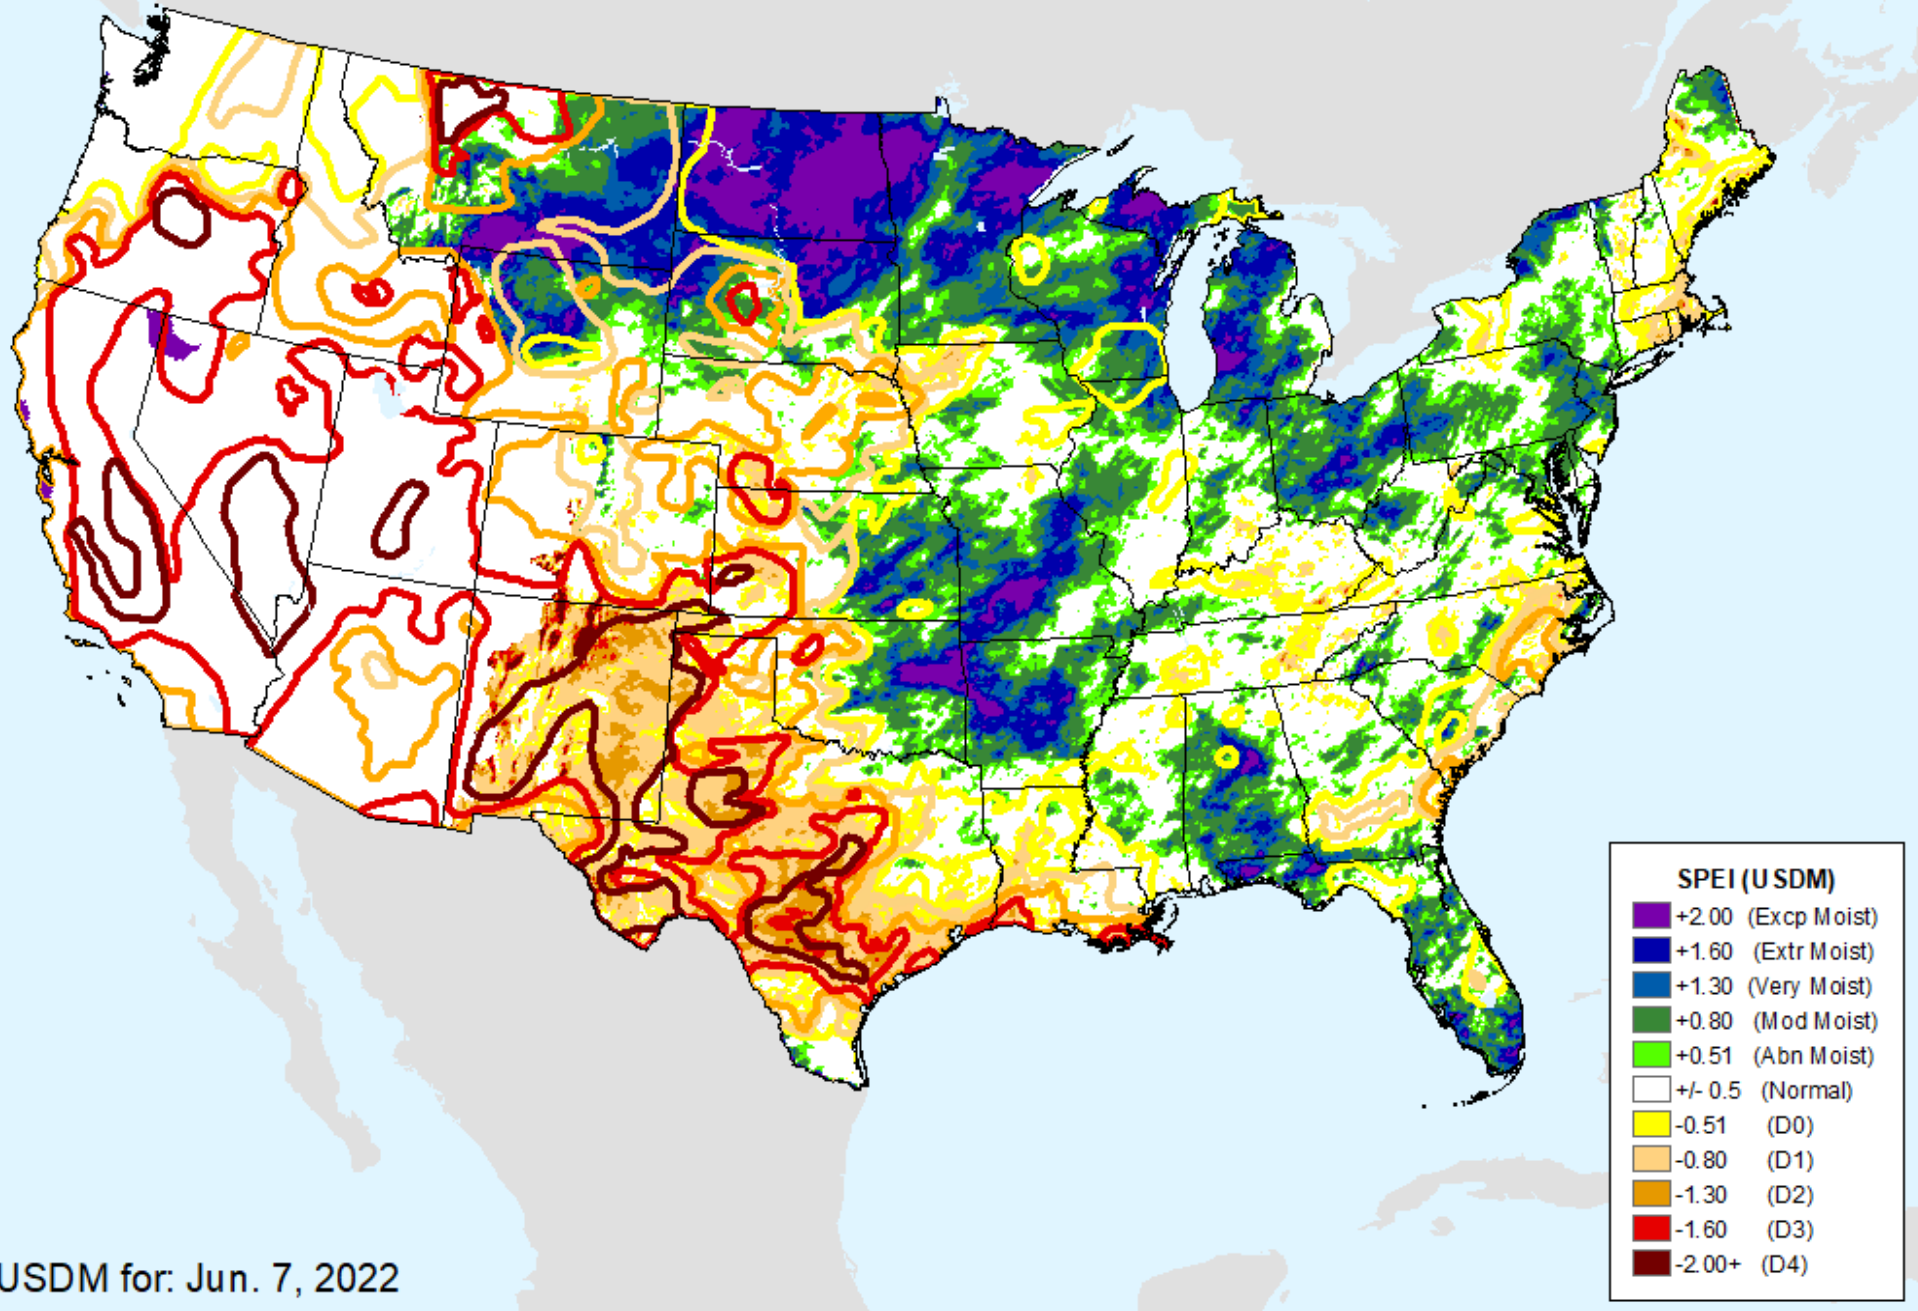 SPEI (USDM)
+2.00 (Excp Moist)
+1.60 (Extr Moist)
+1.30 (Very Moist)
+0.80 (Mod Moist)
+0.51 (Abn Moist)
+/- 0.5 (Normal)
-0.51 (D0)
-0.80 (D1)
-1.30 (D2)
-1.60 (D3)
-2.00+ (D4)
USDM for: Jun. 7, 2022